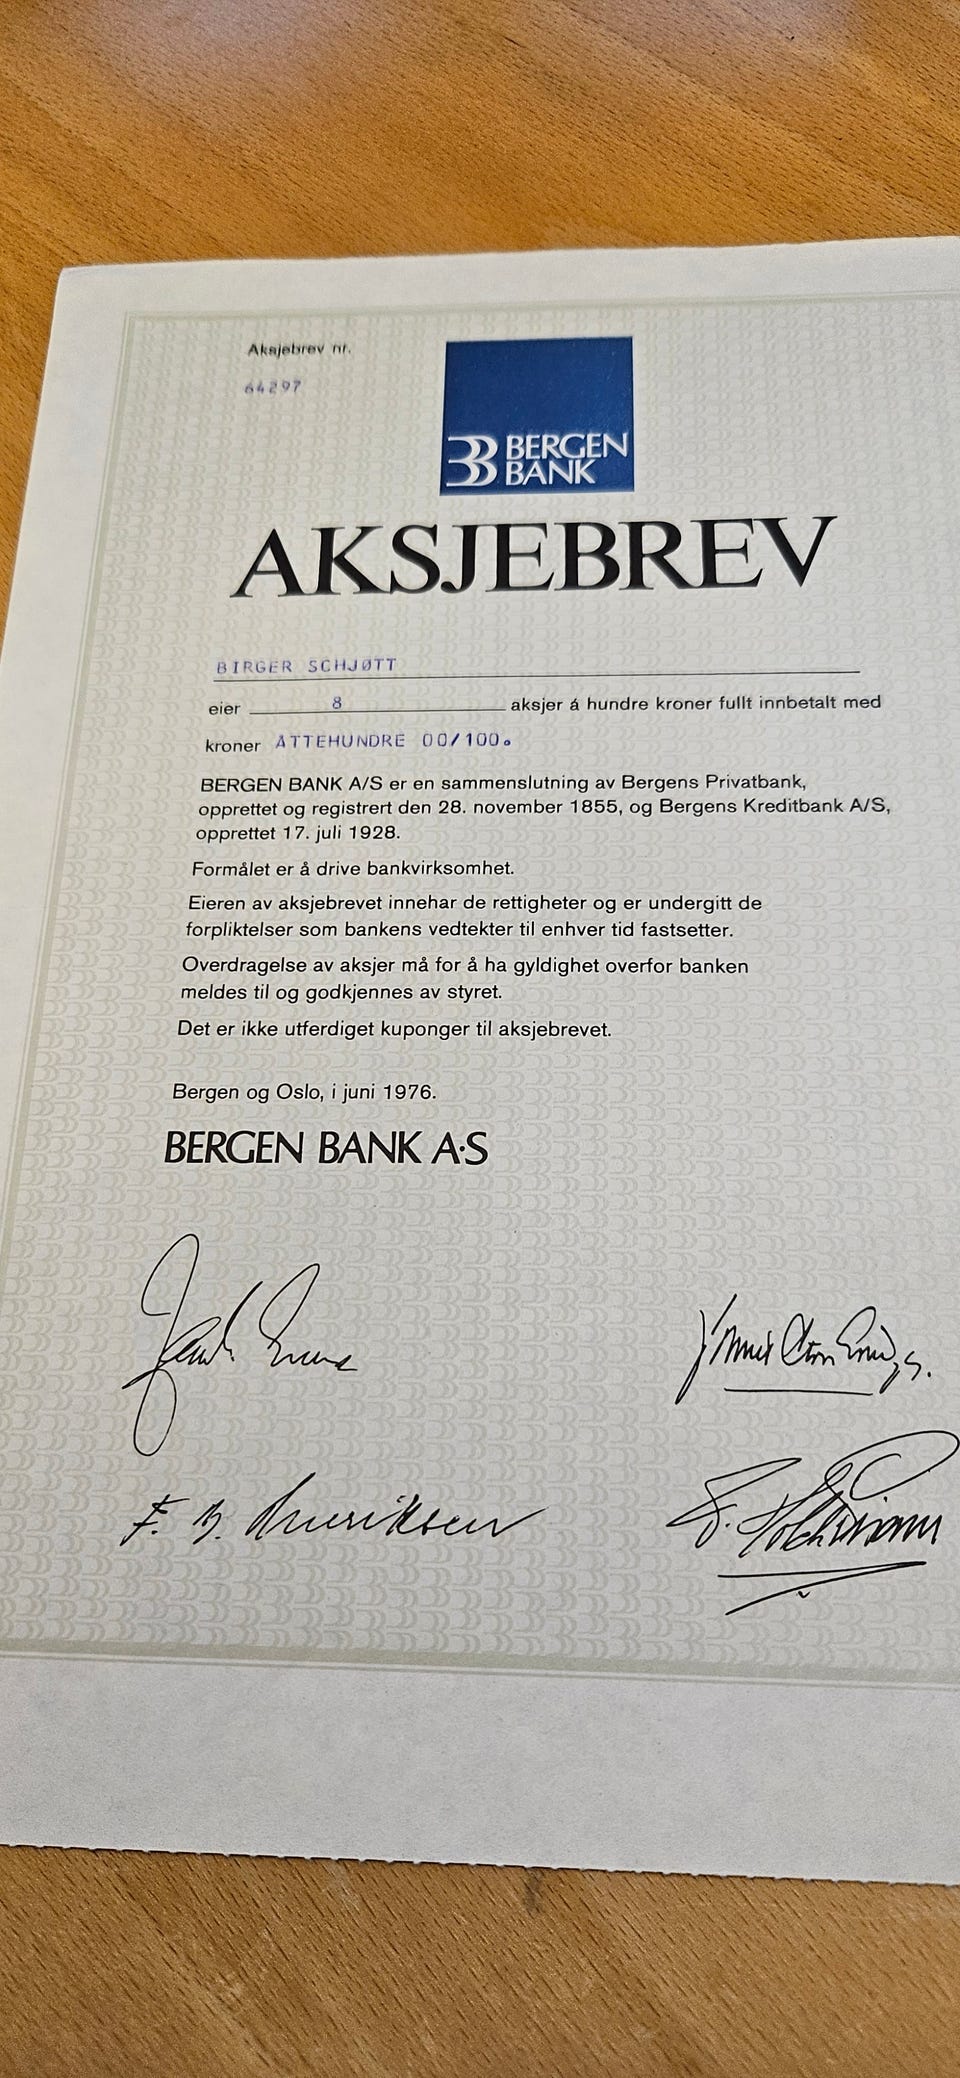 Aksjebrev nr.
64297
BERGEN
BANK
AKSJEBREV
BIRGER SCHJØTT
eier 8 aksjer á hundre kroner fullt innbetalt med
kroner ÅTTEHUNDRE 00/100.
BERGEN BANK A/S er en sammenslutning av Bergens Privatbank,
opprettet og registrert den 28. november 1855, og Bergens Kreditbank A/S,
opprettet 17. juli 1928.
Formålet er å drive bankvirksomhet.
Eieren av aksjebrevet innehar de rettigheter og er undergitt de
forpliktelser som bankens vedtekter til enhver tid fastsetter.
Overdragelse av aksjer må for å ha gyldighet overfor banken
meldes til og godkjennes av styret.
Det er ikke utferdiget kuponger til aksjebrevet.
Bergen og Oslo, i juni 1976.
BERGEN BANK A·S